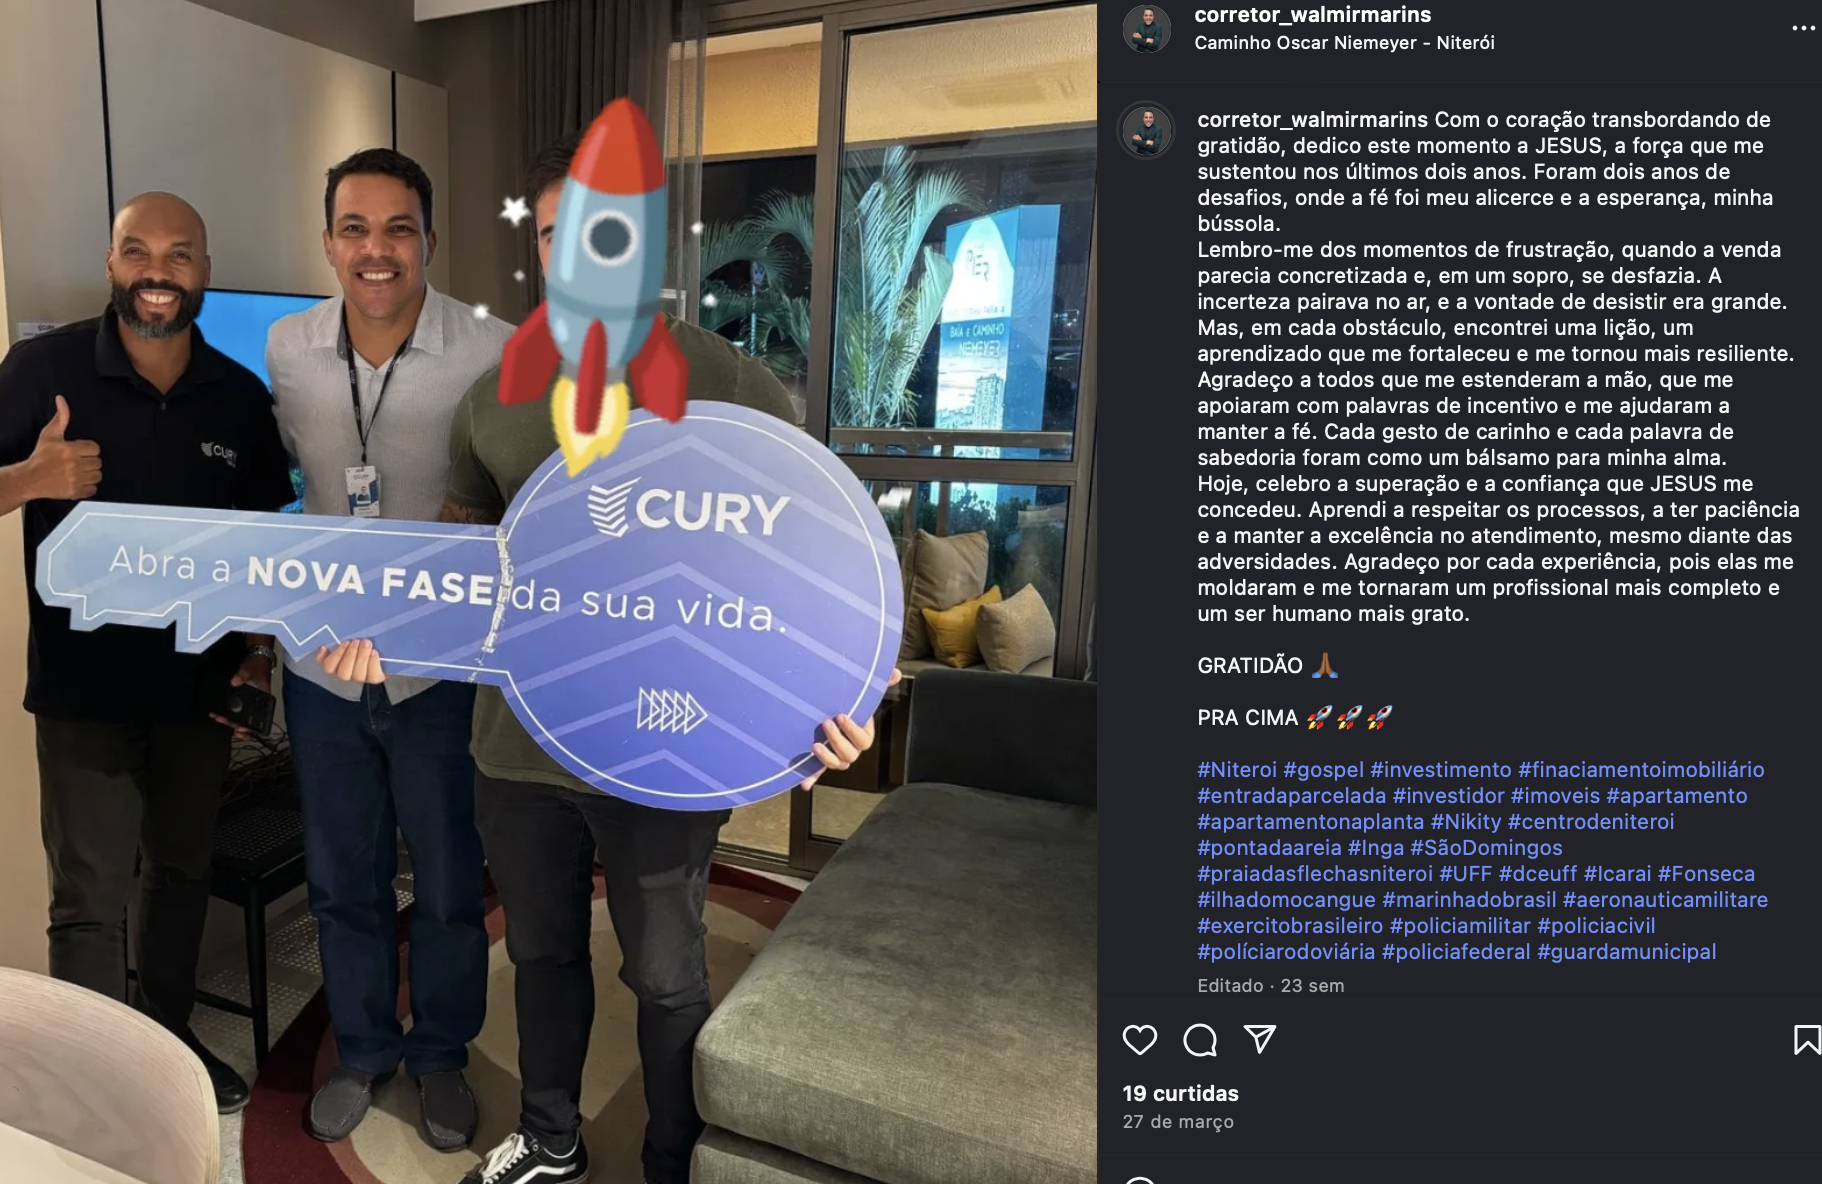 CURY
CURY
Abra a NOVA FASE da sua vida.
PIER
BAÍA E CAMINHO
NIEMEYER
corretor_walmirmarins
Caminho Oscar Niemeyer - Niterói
corretor_walmirmarins Com o coração transbordando de
gratidão, dedico este momento a JESUS, a força que me
sustentou nos últimos dois anos. Foram dois anos de
desafios, onde a fé foi meu alicerce e a esperança, minha
bússola.
Lembro-me dos momentos de frustração, quando a venda
parecia concretizada e, em um sopro, se desfazia. A
incerteza pairava no ar, e a vontade de desistir era grande.
Mas, em cada obstáculo, encontrei uma lição, um
aprendizado que me fortaleceu e me tornou mais resiliente.
Agradeço a todos que me estenderam a mão, que me
apoiaram com palavras de incentivo e me ajudaram a
manter a fé. Cada gesto de carinho e cada palavra de
sabedoria foram como um bálsamo para minha alma.
Hoje, celebro a superação e a confiança que JESUS me
concedeu. Aprendi a respeitar os processos, a ter paciência
e a manter a excelência no atendimento, mesmo diante das
adversidades. Agradeço por cada experiência, pois elas me
moldaram e me tornaram um profissional mais completo e
um ser humano mais grato.
GRATIDÃO 🙏🏾
PRA CIMA 🚀🚀🚀
#Niteroi #gospel #investimento #finaciamentoimobiliário
#entradaparcelada #investidor #imoveis #apartamento
#apartamentonaplanta #Nikity #centrodeniteroi
#pontadaareia #Inga #SãoDomingos
#praiadasflechasniteroi #UFF #dceuff #Icarai #Fonseca
#ilhadomocangue #marinhadobrasil #aeronauticamilitare
#exercitobrasileiro #policiamilitar #policiacivil
#políciarodoviária #policiafederal #guardamunicipal
Editado · 23 sem
19 curtidas
27 de março